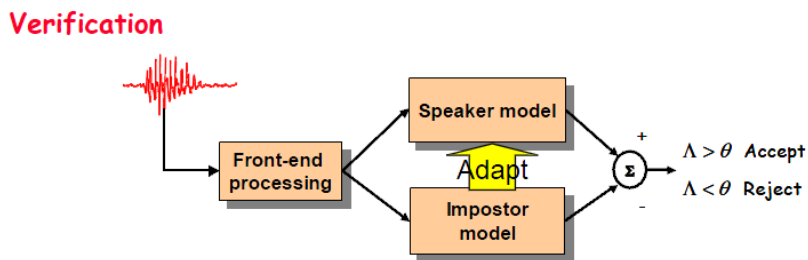 Verification
Speaker model
Front-end
processing
Adapt
Impostor
model
+
Σ
-
Λ > θ Accept
Λ < θ Reject